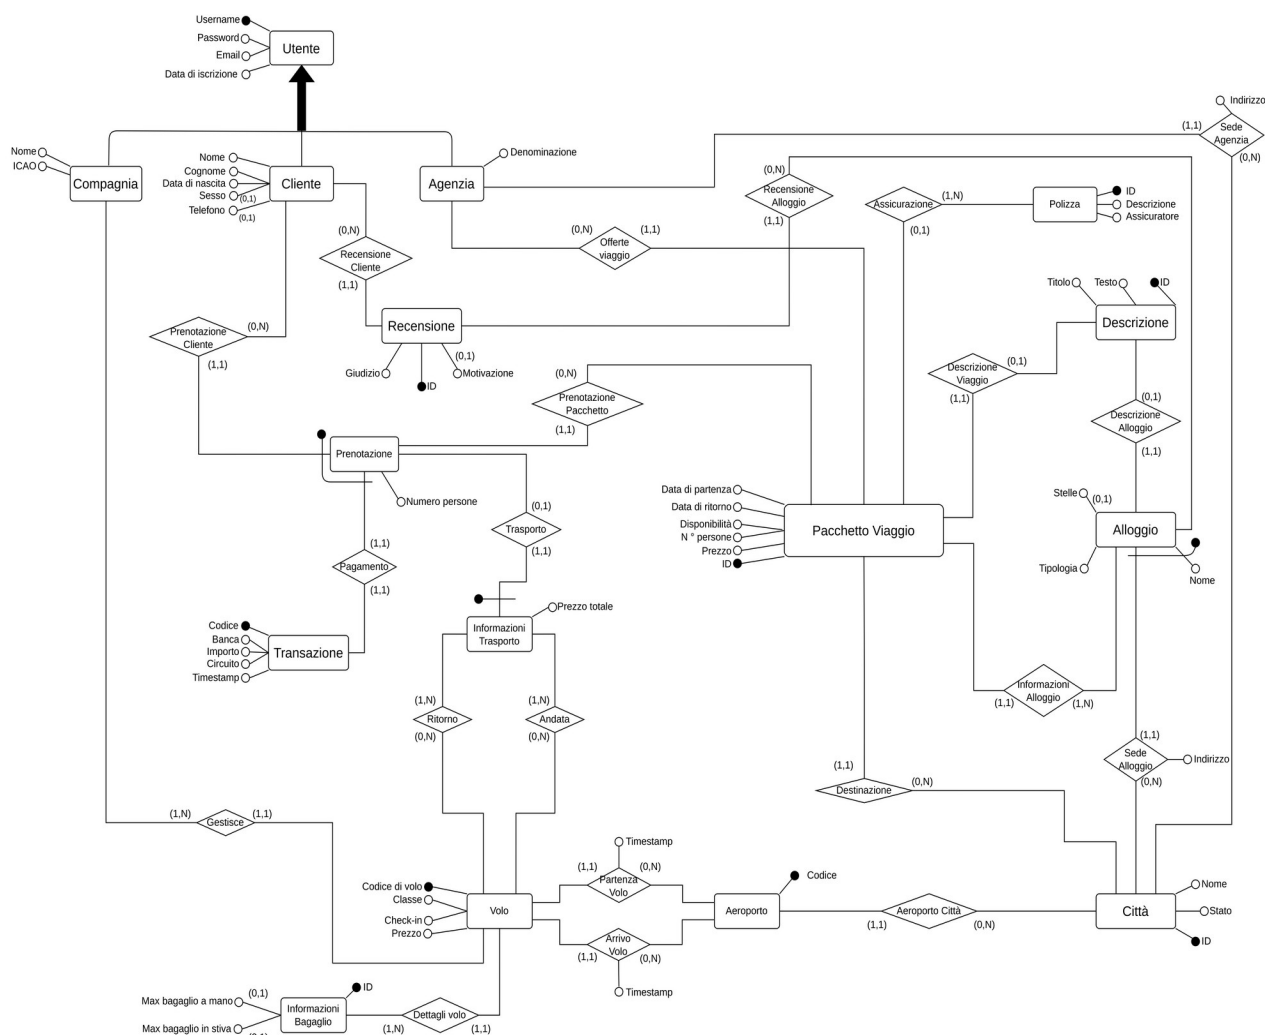 Username
Password
Email
Data di iscrizione
Utente
Nome
ICAO
Compagnia
Nome
Cognome
Data di nascita
Sesso
(0,1)
Telefono
(0,1)
Cliente
Denominazione
Agenzia
Indirizzo
(1,1)
Sede
Agenzia
(0,N)
(0,N)
Recensione
Alloggio
(1,1)
Assicurazione
(1,N)
(0,1)
Polizza
ID
Descrizione
Assicuratore
(0,N)
Recensione
Cliente
(1,1)
(0,N)
Offerte
viaggio
(1,1)
Titolo
Testo
ID
Descrizione
Prenotazione
Cliente
(0,N)
(1,1)
Recensione
Giudizio
ID
(0,1)
Motivazione
(0,N)
Prenotazione
Pacchetto
(1,1)
Descrizione
Viaggio
(0,1)
(1,1)
(0,1)
Descrizione
Alloggio
(1,1)
Prenotazione
Numero persone
Data di partenza
Data di ritorno
Disponibilità
N ° persone
Prezzo
ID
Pacchetto Viaggio
Stelle
(0,1)
Alloggio
Tipologia
Nome
(0,1)
Trasporto
(1,1)
(1,1)
Pagamento
(1,1)
Prezzo totale
Informazioni
Trasporto
Codice
Banca
Importo
Circuito
Timestamp
Transazione
(1,N)
Ritorno
(0,N)
(1,N)
Andata
(0,N)
Informazioni
Alloggio
(1,1)
(1,N)
(1,1)
Sede
Alloggio
Indirizzo
(0,N)
(1,1)
Destinazione
(0,N)
(1,N)
Gestisce
(1,1)
Timestamp
(1,1)
(0,N)
Partenza
Volo
Codice di volo
Classe
Check-in
Prezzo
Volo
Codice
Aeroporto
Aeroporto Città
(1,1)
(0,N)
Nome
Stato
ID
Città
Arrivo
Volo
(1,1)
(0,N)
Timestamp
Max bagaglio a mano
(0,1)
Max bagaglio in stiva
ID
Informazioni
Bagaglio
Dettagli volo
(1,N)
(1,1)